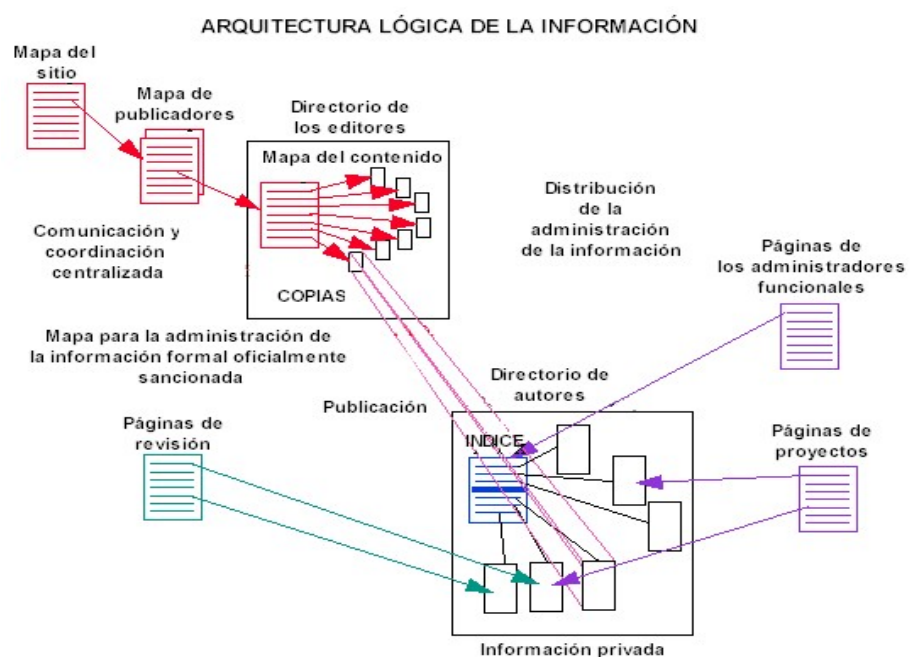 ARQUITECTURA LÓGICA DE LA INFORMACIÓN
Mapa del
sitio
Mapa de
publicadores
Directorio de
los editores
Mapa del contenido
COPIAS
Comunicación y
coordinación
centralizada
Distribución
de la
administración
de la información
Páginas de
los administradores
funcionales
Mapa para la administración de
la información formal oficialmente
sancionada
Publicación
Directorio de
autores
INDICE
Páginas de
revisión
Páginas de
proyectos
Información privada